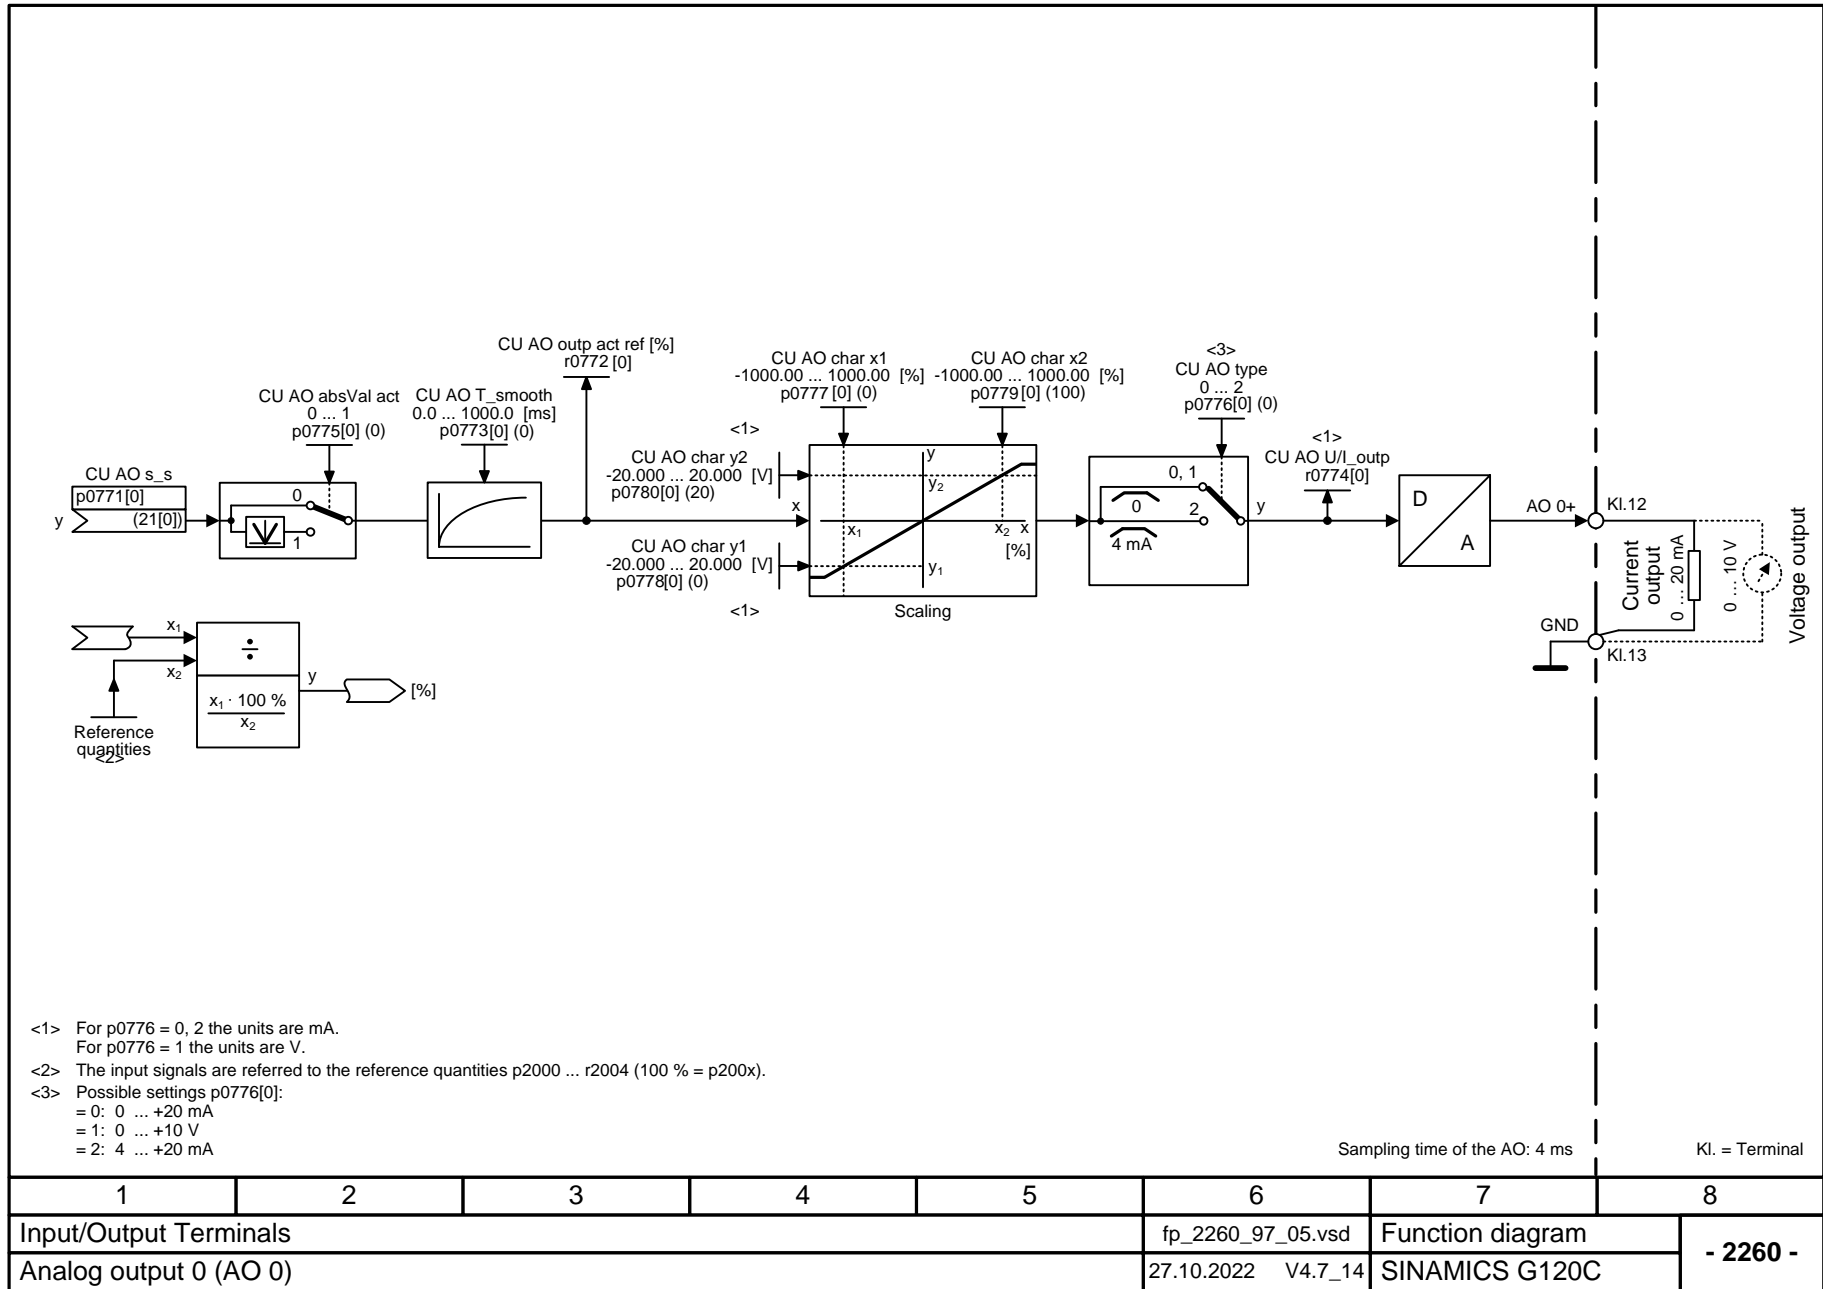 CU AO outp act ref [%]
r0772 [0]
CU AO char x1
-1000.00 ... 1000.00 [%]
p0777 [0] (0)
CU AO char x2
-1000.00 ... 1000.00 [%]
p0779[0] (100)
<3>
CU AO type
0 ... 2
p0776[0] (0)
CU AO absVal act
0 ... 1
p0775[0] (0)
CU AO T_smooth
0.0 ... 1000.0 [ms]
p0773[0] (0)
<1>
<1>
CU AO U/I_outp
r0774[0]
CU AO s_s
p0771[0]
(21[0])
y
0
1
CU AO char y2
-20.000 ... 20.000 [V]
p0780[0] (20)
x
CU AO char y1
-20.000 ... 20.000 [V]
p0778[0] (0)
<1>
y
y2
x1
x2 x
[%]
y1
Scaling
0, 1
0
2
4 mA
y
D
A
AO 0+
Kl.12
Current output
0 ... 20 mA
0 ... 10 V
Voltage output
GND
Kl.13
x1
x2
÷
x1 · 100 %
x2
y
[%]
Reference
quantities
<2>
<1> For p0776 = 0, 2 the units are mA.
For p0776 = 1 the units are V.
<2> The input signals are referred to the reference quantities p2000 ... r2004 (100 % = p200x).
<3> Possible settings p0776[0]:
= 0: 0 ... +20 mA
= 1: 0 ... +10 V
= 2: 4 ... +20 mA
Sampling time of the AO: 4 ms
Kl. = Terminal
1 2 3 4 5 6 7 8
Input/Output Terminals
fp_2260_97_05.vsd
Function diagram
- 2260 -
Analog output 0 (AO 0)
27.10.2022 V4.7_14
SINAMICS G120C